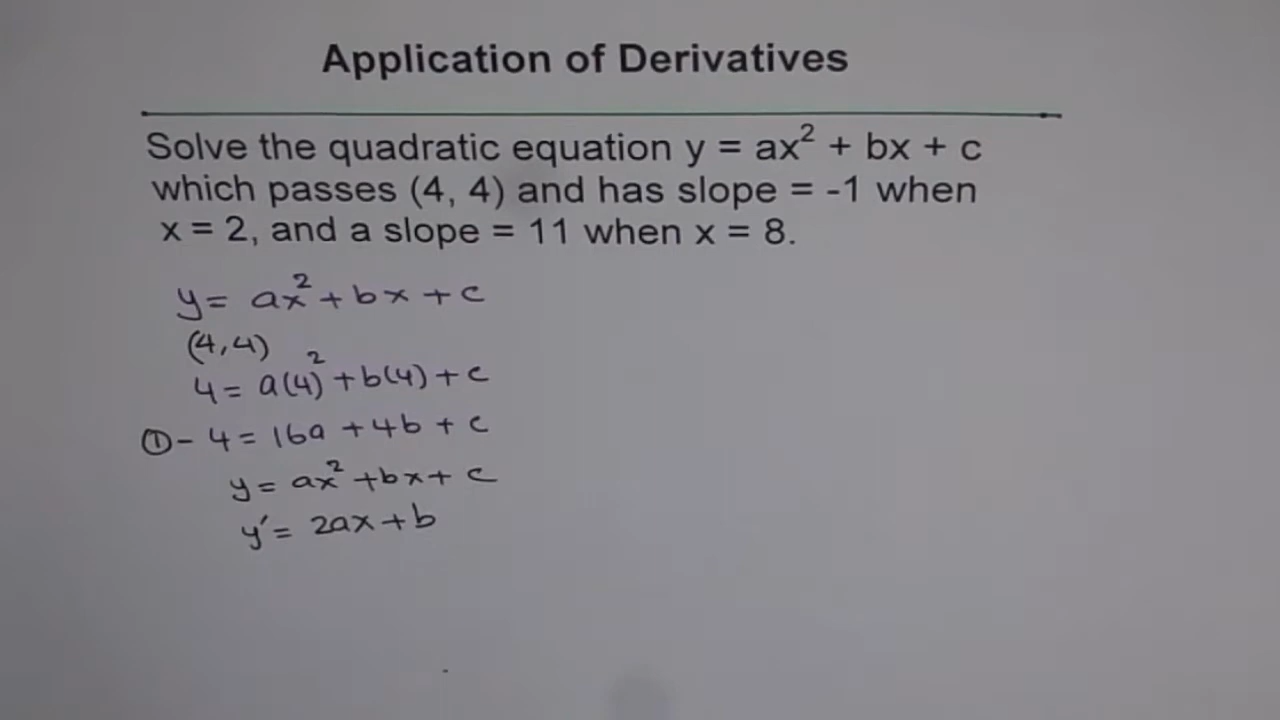 Application of Derivatives
Solve the quadratic equation y = ax² + bx + c
which passes (4, 4) and has slope = -1 when
x = 2, and a slope = 11 when x = 8.
y = ax² + bx + c
(4,4)
4 = a(4)² + b(4) + c
① - 4 = 16a + 4b + c
y = ax² + bx + c
y' = 2ax + b